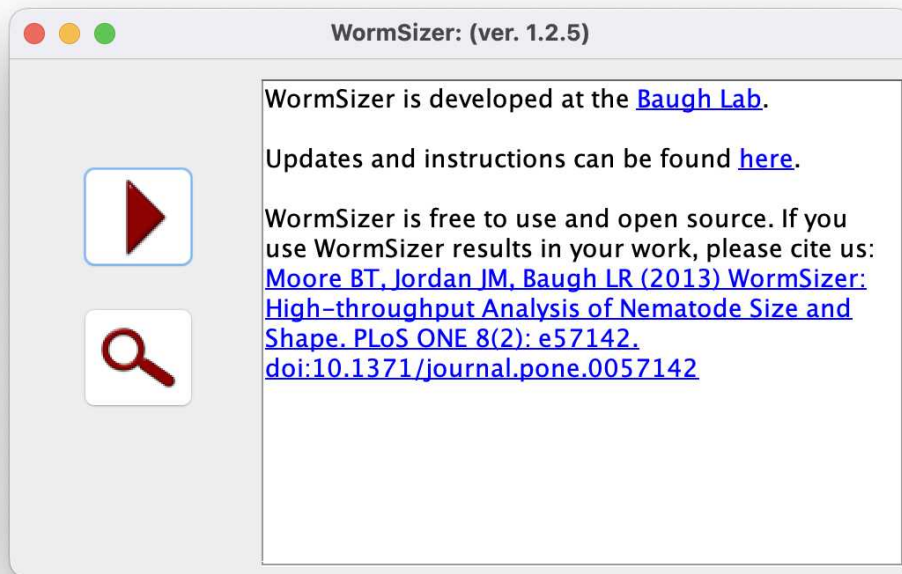 WormSizer: (ver. 1.2.5)
WormSizer is developed at the Baugh Lab.
Updates and instructions can be found here.
WormSizer is free to use and open source. If you
use WormSizer results in your work, please cite us:
Moore BT, Jordan JM, Baugh LR (2013) WormSizer:
High-throughput Analysis of Nematode Size and
Shape. PLoS ONE 8(2): e57142.
doi:10.1371/journal.pone.0057142